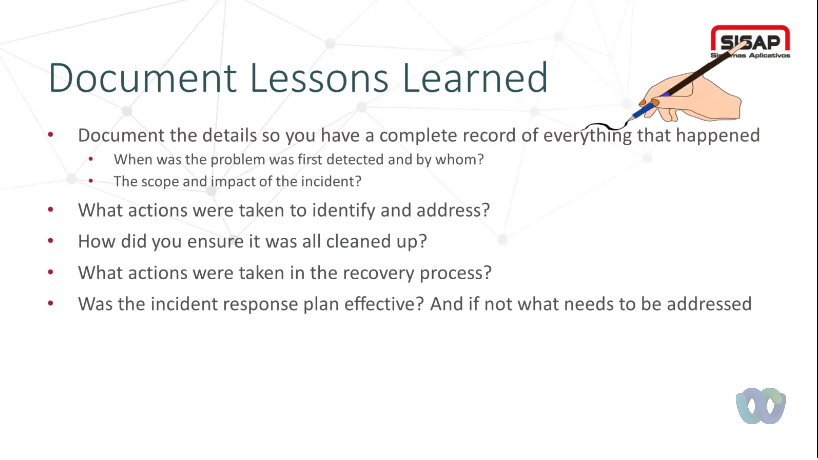 SISAP
Sistemas Aplicativos
Document Lessons Learned
• Document the details so you have a complete record of everything that happened
• When was the problem was first detected and by whom?
• The scope and impact of the incident?
• What actions were taken to identify and address?
• How did you ensure it was all cleaned up?
• What actions were taken in the recovery process?
• Was the incident response plan effective? And if not what needs to be addressed